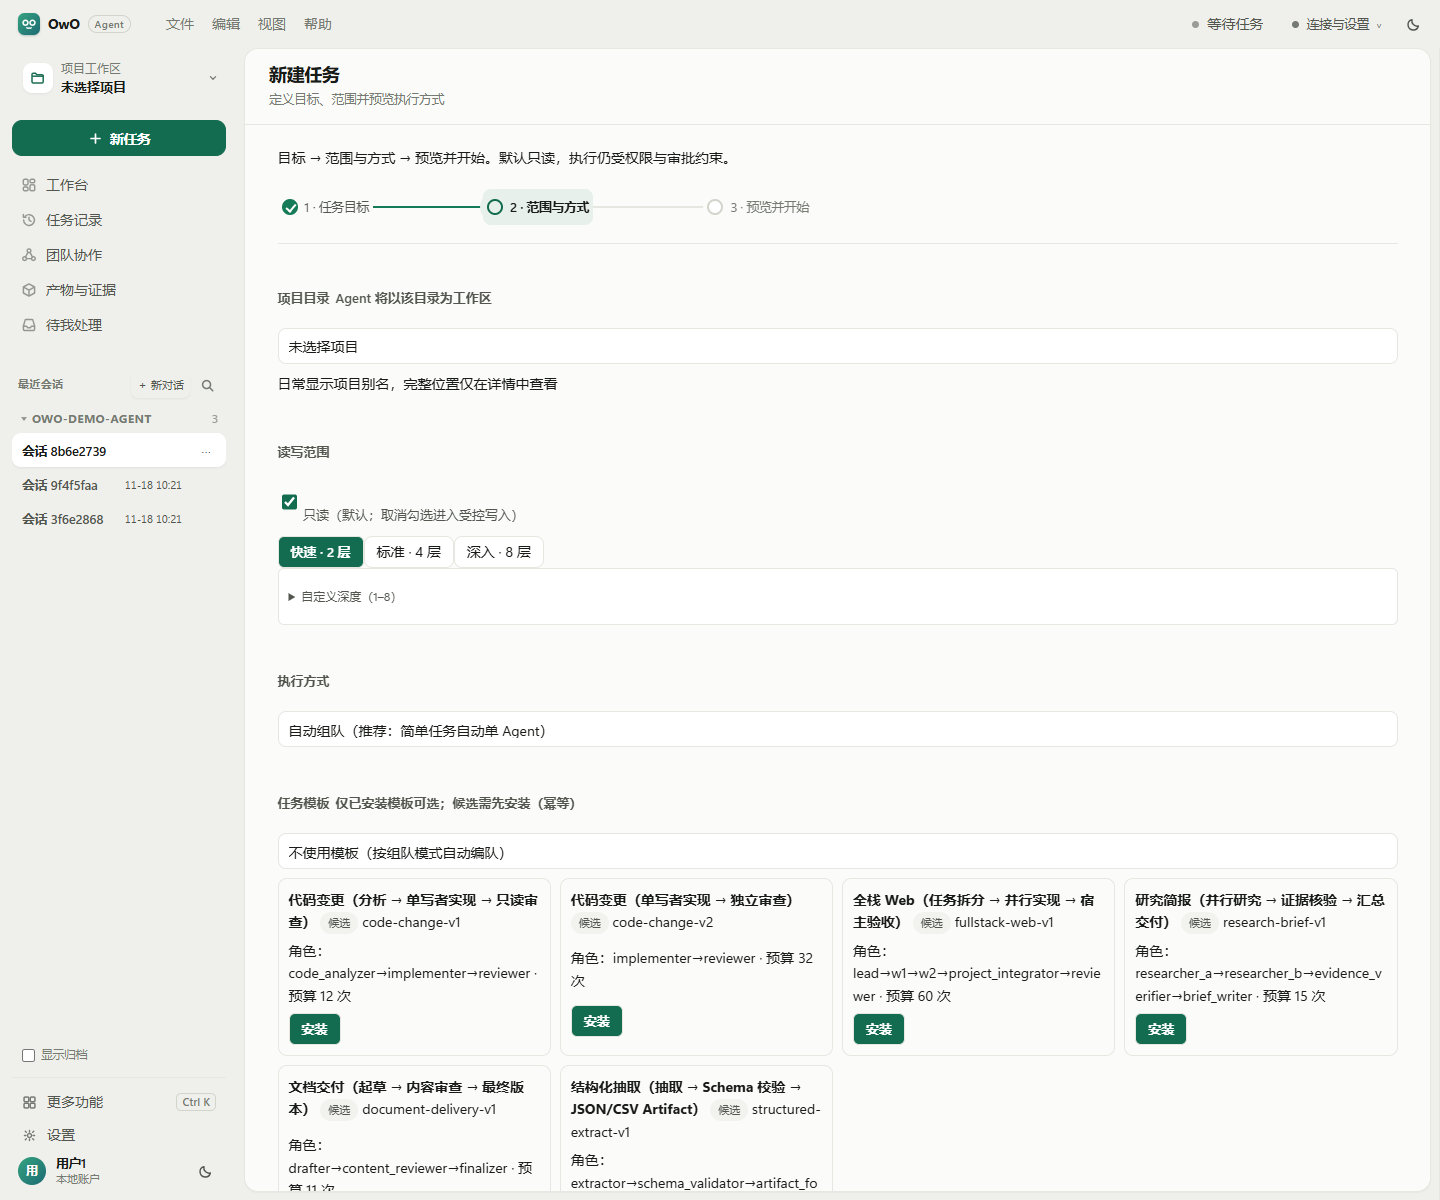 OwO Agent 文件 编辑 视图 帮助 等待任务 连接与设置
项目工作区
未选择项目
+ 新任务
工作台
任务记录
团队协作
产物与证据
待我处理
最近会话 + 新对话
OWO-DEMO-AGENT 3
会话 8b6e2739 ...
会话 9f4f5faa 11-18 10:21
会话 3f6e2868 11-18 10:21
显示归档
更多功能 Ctrl K
设置
用 用户1
本地账户
新建任务
定义目标、范围并预览执行方式
目标 → 范围与方式 → 预览并开始。默认只读，执行仍受权限与审批约束。
1 · 任务目标 2 · 范围与方式 3 · 预览并开始
项目目录 Agent 将以该目录为工作区
未选择项目
日常显示项目别名，完整位置仅在详情中查看
读写范围
只读（默认；取消勾选进入受控写入）
快速 · 2 层 标准 · 4 层 深入 · 8 层
自定义深度（1–8）
执行方式
自动组队（推荐：简单任务自动单 Agent）
任务模板 仅已安装模板可选；候选需先安装（幂等）
不使用模板（按组队模式自动编队）
代码变更（分析 → 单写者实现 → 只读审
查） 候选 code-change-v1
角色：
code_analyzer→implementer→reviewer ·
预算 12 次
安装
代码变更（单写者实现 → 独立审查）
候选 code-change-v2
角色：implementer→reviewer · 预算 32
次
安装
全栈 Web（任务拆分 → 并行实现 → 宿
主验收） 候选 fullstack-web-v1
角色：
lead→w1→w2→project_integrator→revie
wer · 预算 60 次
安装
研究简报（并行研究 → 证据核验 → 汇总
交付） 候选 research-brief-v1
角色：
researcher_a→researcher_b→evidence_v
erifier→brief_writer · 预算 15 次
安装
文档交付（起草 → 内容审查 → 最终版
本） 候选 document-delivery-v1
角色：
drafter→content_reviewer→finalizer · 预
算 11 次
结构化抽取（抽取 → Schema 校验 →
JSON/CSV Artifact） 候选 structured-
extract-v1
角色：
extractor→schema_validator→artifact_fo